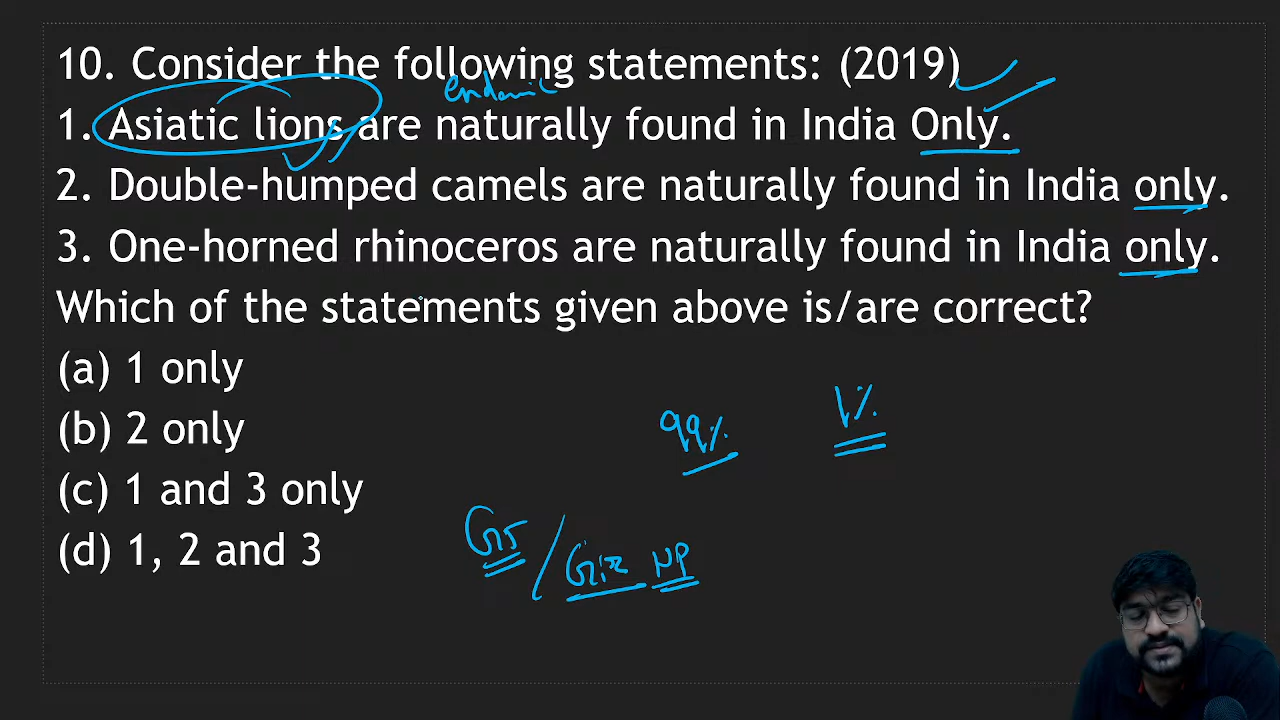 10. Consider the following statements: (2019)
endemic
1. Asiatic lions are naturally found in India Only.
2. Double-humped camels are naturally found in India only.
3. One-horned rhinoceros are naturally found in India only.
Which of the statements given above is/are correct?
(a) 1 only
(b) 2 only
99% 1%
(c) 1 and 3 only
(d) 1, 2 and 3
GJ / Gir NP